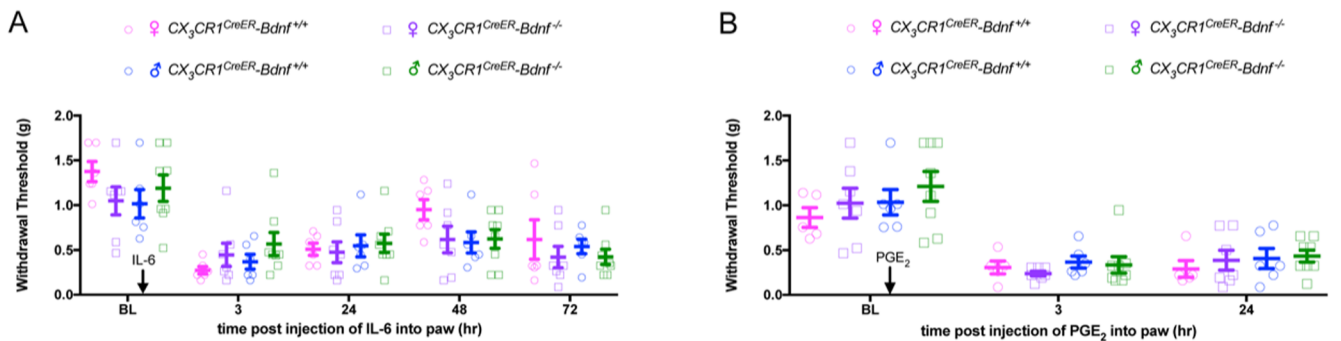 A
♀ CX3CR1CreER-Bdnf+/+
♀ CX3CR1CreER-Bdnf-/-
♂ CX3CR1CreER-Bdnf+/+
♂ CX3CR1CreER-Bdnf-/-
Withdrawal Threshold (g)
2.0
1.5
1.0
0.5
0.0
IL-6
BL
3
24
48
72
time post injection of IL-6 into paw (hr)
B
♀ CX3CR1CreER-Bdnf+/+
♀ CX3CR1CreER-Bdnf-/-
♂ CX3CR1CreER-Bdnf+/+
♂ CX3CR1CreER-Bdnf-/-
Withdrawal Threshold (g)
2.0
1.5
1.0
0.5
0.0
PGE2
BL
3
24
time post injection of PGE2 into paw (hr)